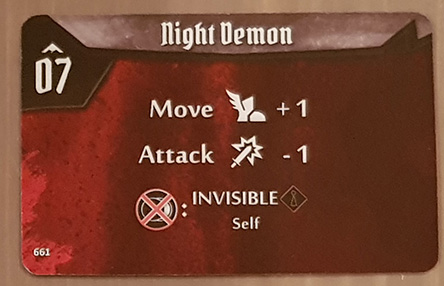 Night Demon
07
Move + 1
Attack - 1
: INVISIBLE
Self
661